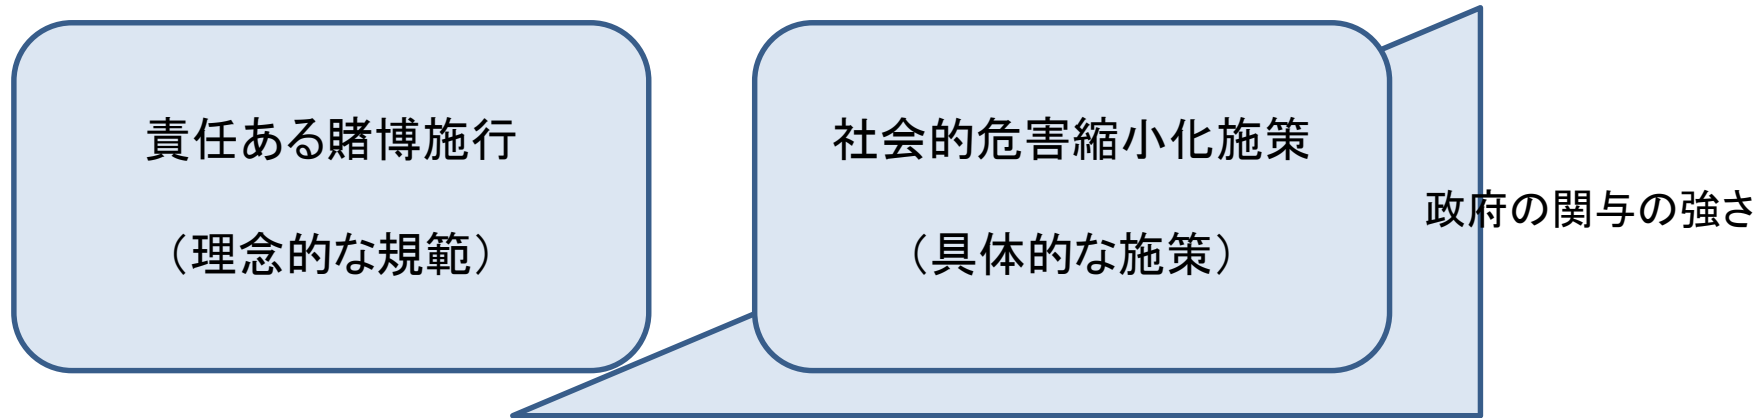 責任ある賭博施行
（理念的な規範）
社会的危害縮小化施策
（具体的な施策）
政府の関与の強さ